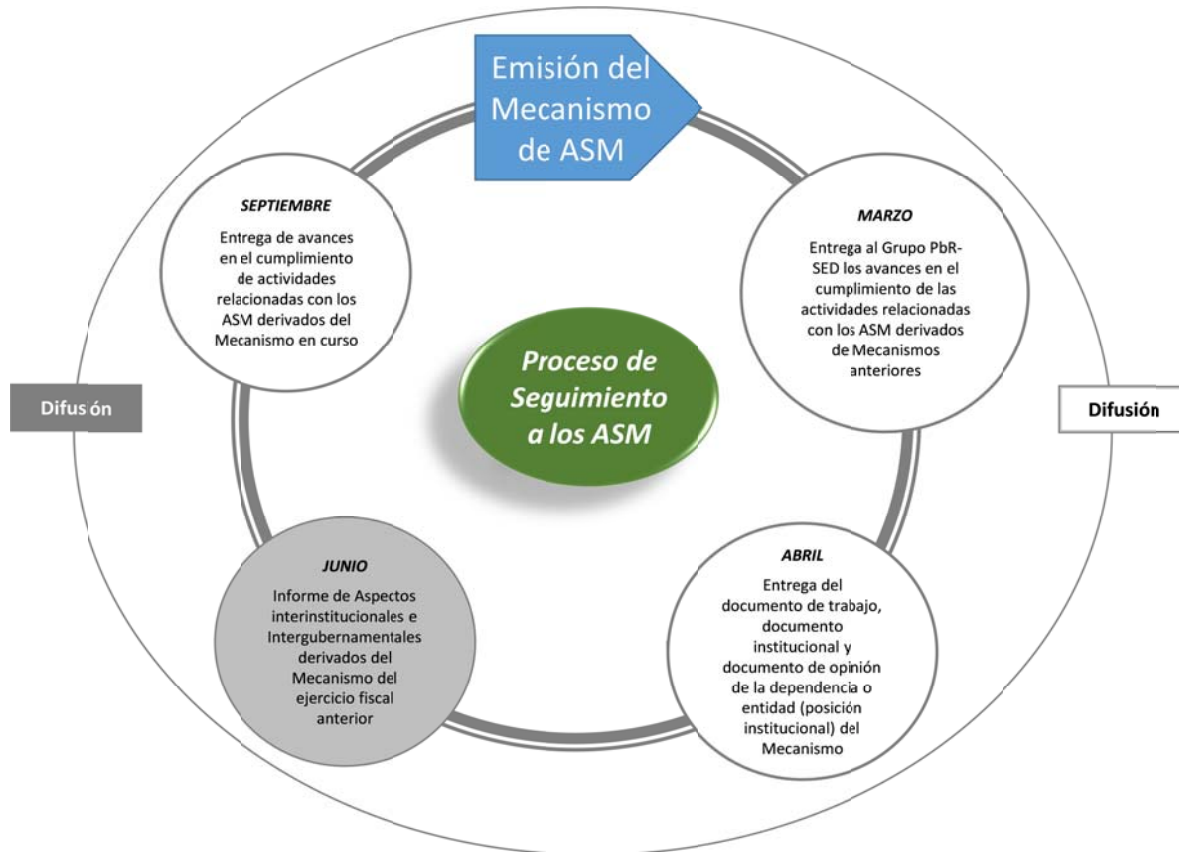 Emisión del
Mecanismo
de ASM
SEPTIEMBRE
Entrega de avances
en el cumplimiento
de actividades
relacionadas con los
ASM derivados del
Mecanismo en curso
MARZO
Entrega al Grupo PbR-
SED los avances en el
cumplimiento de las
actividades relacionadas
con los ASM derivados
de Mecanismos
anteriores
Proceso de
Seguimiento
a los ASM
Difusión
Difusión
JUNIO
Informe de Aspectos
interinstitucionales e
Intergubernamentales
derivados del
Mecanismo del
ejercicio fiscal
anterior
ABRIL
Entrega del
documento de trabajo,
documento
institucional y
documento de opinión
de la dependencia o
entidad (posición
institucional) del
Mecanismo